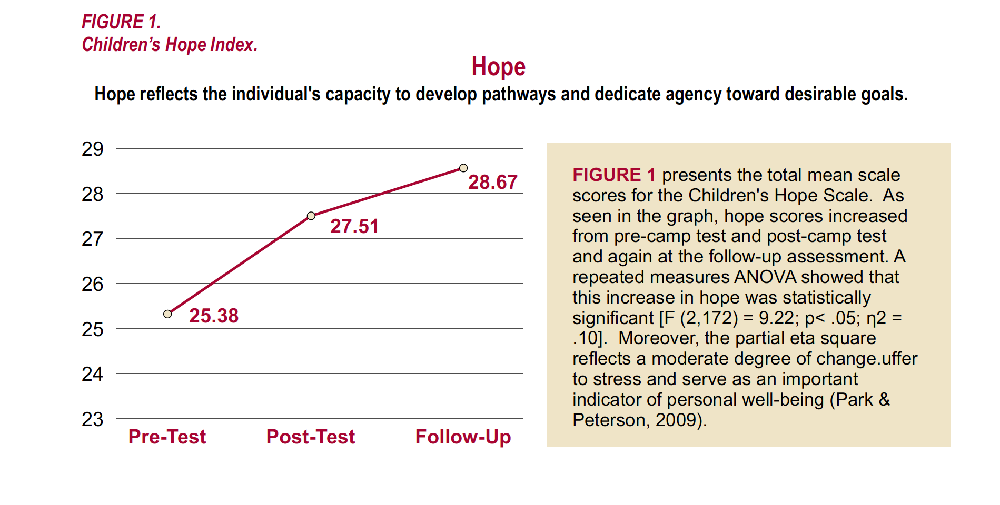 FIGURE 1.
Children’s Hope Index.
Hope
Hope reflects the individual's capacity to develop pathways and dedicate agency toward desirable goals.
29
28
27
26
25
24
23
28.67
27.51
25.38
Pre-Test
Post-Test
Follow-Up
FIGURE 1 presents the total mean scale
scores for the Children's Hope Scale.  As
seen in the graph, hope scores increased
from pre-camp test and post-camp test
and again at the follow-up assessment. A
repeated measures ANOVA showed that
this increase in hope was statistically
significant [F (2,172) = 9.22; p< .05; η2 =
.10].  Moreover, the partial eta square
reflects a moderate degree of change.uffer
to stress and serve as an important
indicator of personal well-being (Park &
Peterson, 2009).